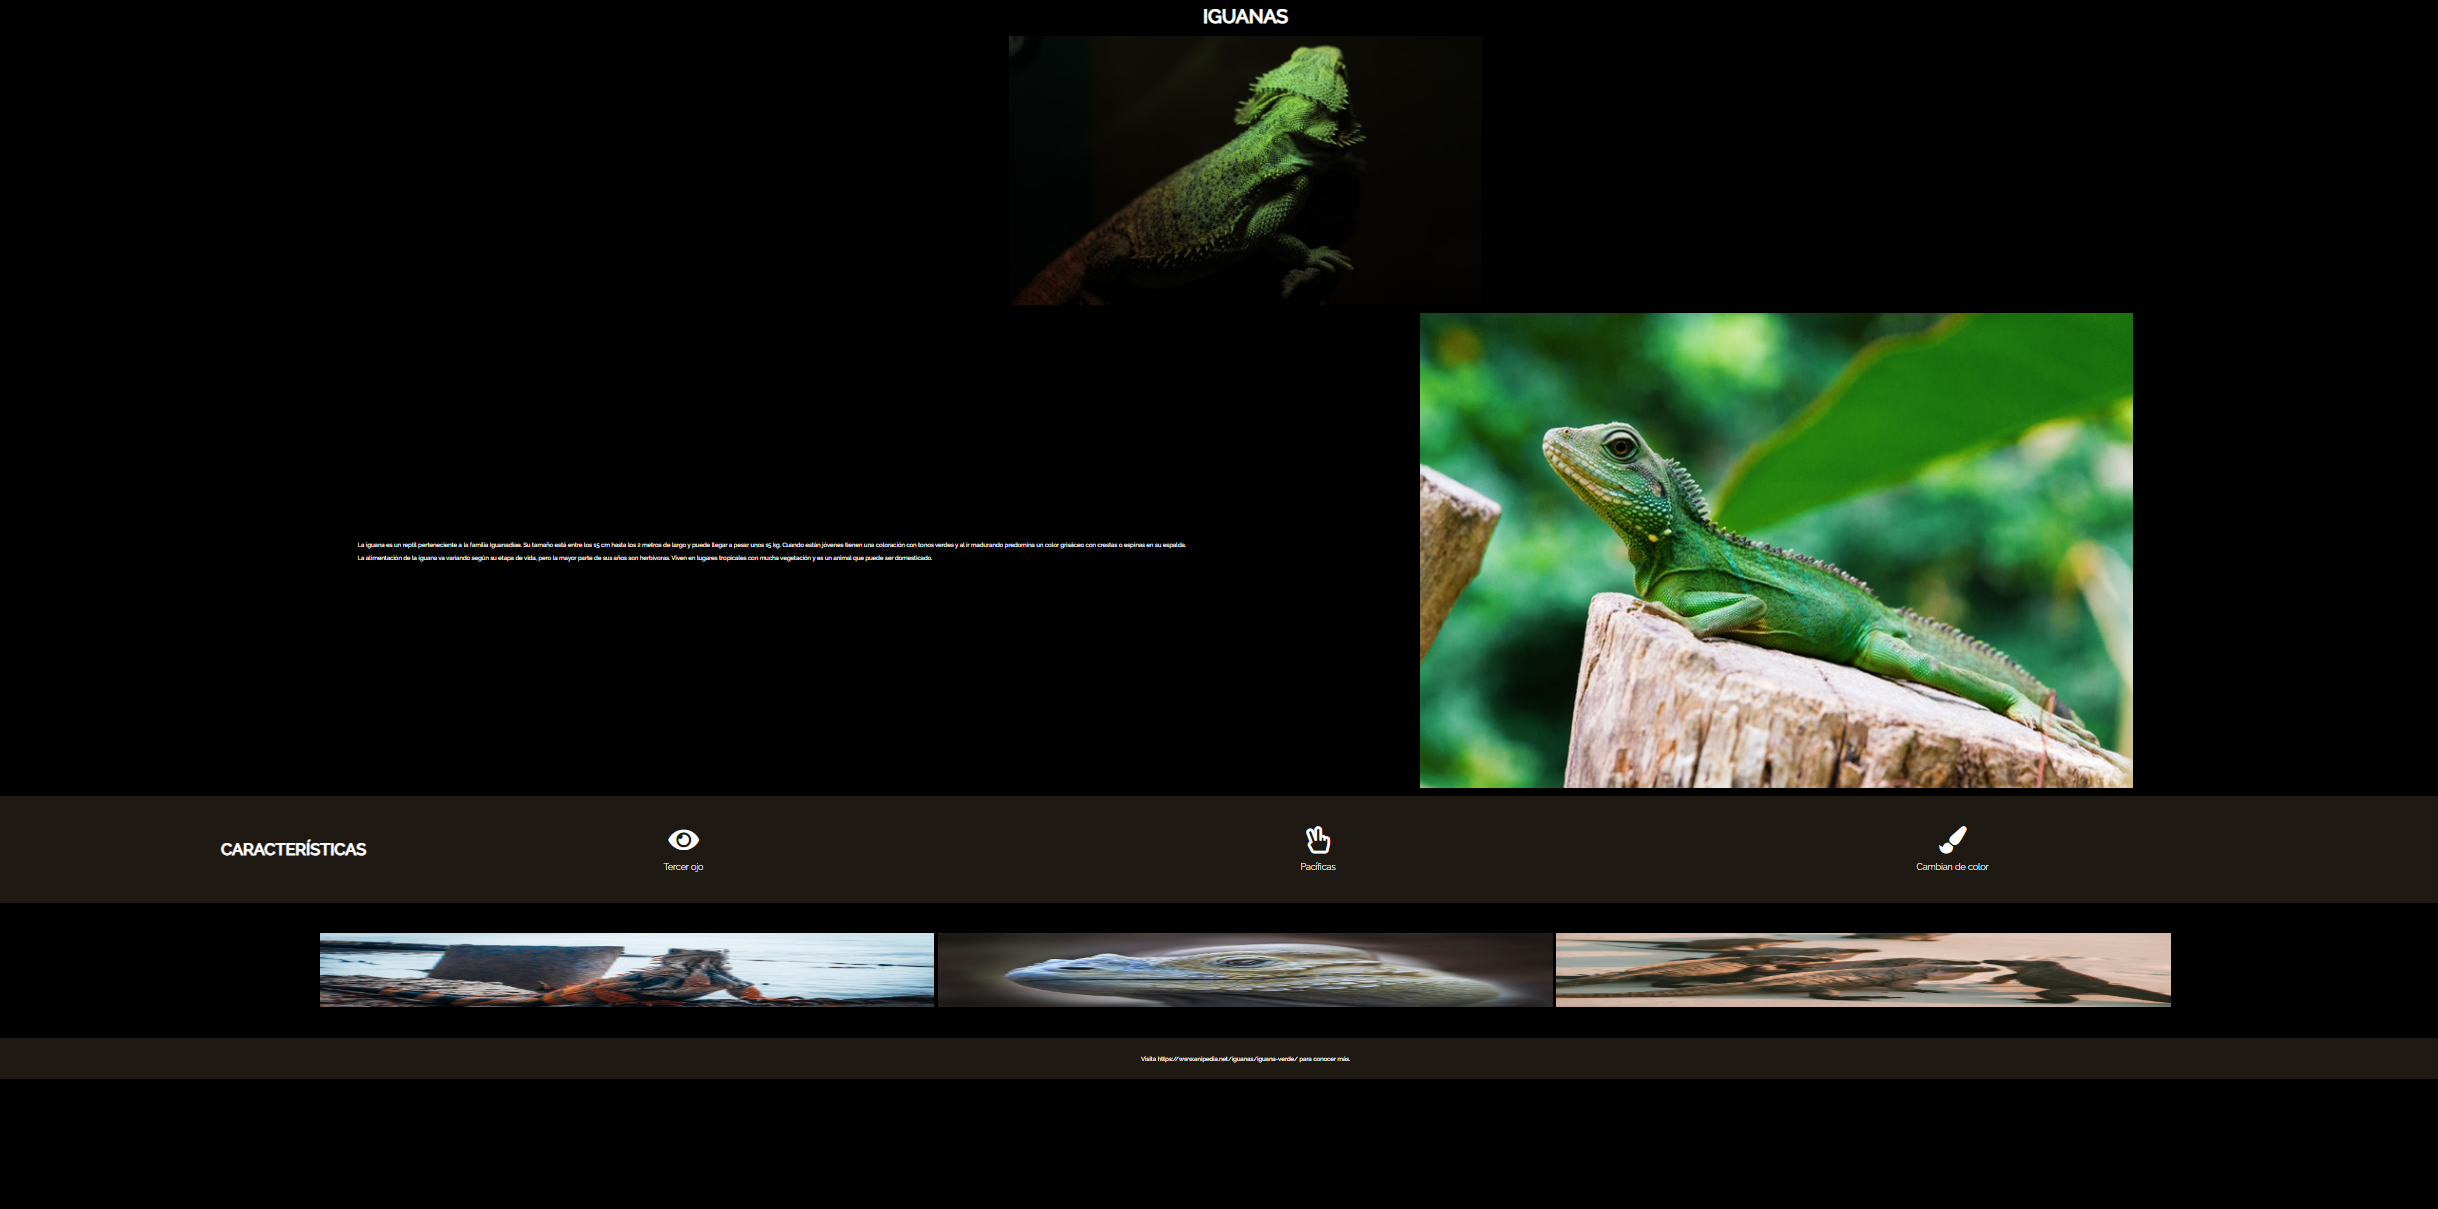 IGUANAS
La iguana es un reptil perteneciente a la familia Iguanadiae. Su tamaño está entre los 15 cm hasta los 2 metros de largo y puede llegar a pesar unos 15 kg. Cuando están jóvenes tienen una coloración con tonos verdes y al ir madurando predomina un color grisáceo con crestas o espinas en su espalda.
La alimentación de la iguana va variando según su etapa de vida, pero la mayor parte de sus años son herbívoras. Viven en lugares tropicales con mucha vegetación y es un animal que puede ser domesticado.
CARACTERÍSTICAS
Tercer ojo
Pacíficas
Cambian de color
Visita https://www.anipedia.net/iguanas/iguana-verde/ para conocer más.